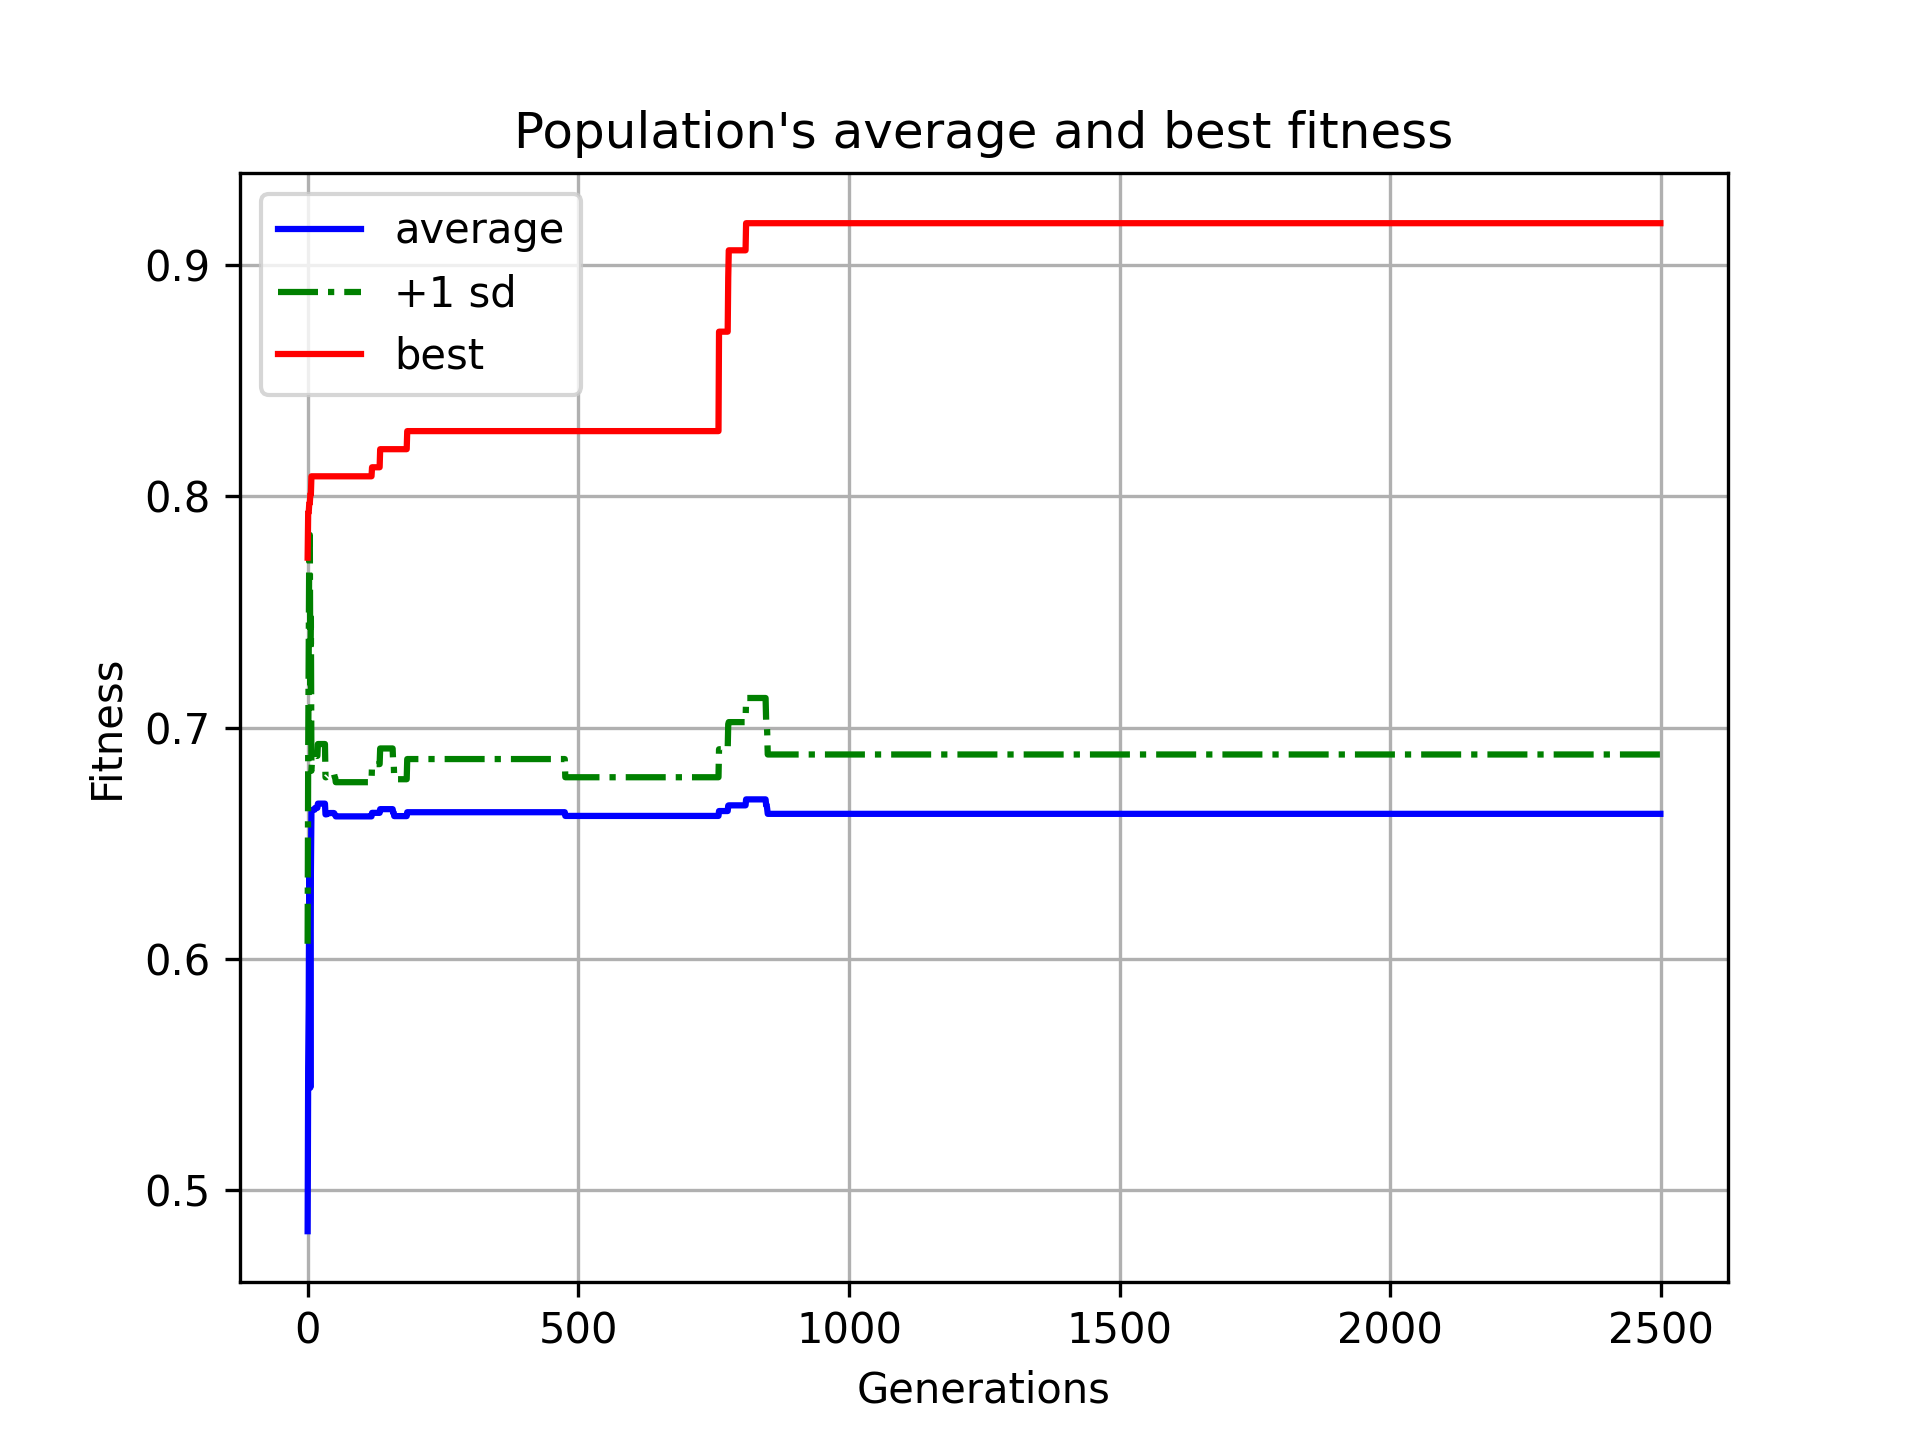 Population's average and best fitness
average
+1 sd
best
0.9
0.8
0.7
0.6
0.5
Fitness
0 500 1000 1500 2000 2500
Generations